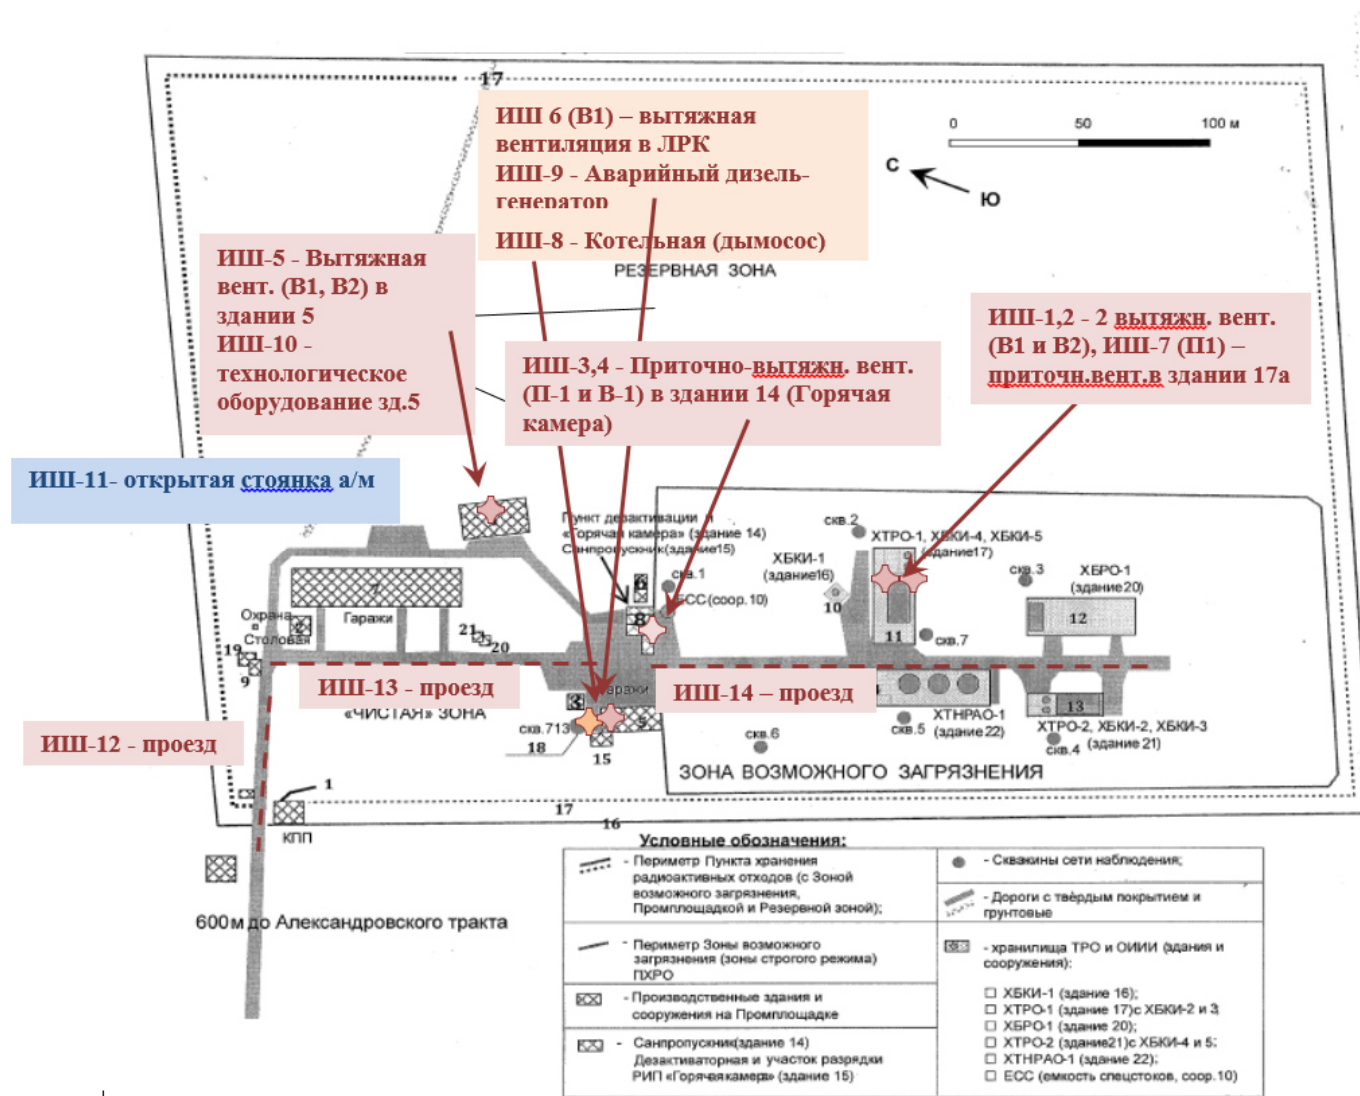 17
ИШ 6 (В1) – вытяжная
вентиляция в ЛРК
ИШ-9 - Аварийный дизель-
генератор
ИШ-8 - Котельная (дымосос)
0 50 100 м
С
Ю
РЕЗЕРВНАЯ ЗОНА
ИШ-5 - Вытяжная
вент. (В1, В2) в
здании 5
ИШ-10 -
технологическое
оборудование зд.5
ИШ-3,4 - Приточно-вытяжн. вент.
(П-1 и В-1) в здании 14 (Горячая
камера)
ИШ-1,2 - 2 вытяжн. вент.
(В1 и В2), ИШ-7 (П1) –
приточн.вент.в здании 17а
ИШ-11- открытая стоянка а/м
Пункт дезактивации и
«Горячая камера» (здание 14)
Санпропускник(здание15)
скв.1
ЕСС(соор.10)
6
8
скв.2
ХТРО-1, ХБКИ-4, ХБКИ-5
(здание17)
ХБКИ-1
(здание16)
10
11
скв.7
скв.3
ХБРО-1
(здание20)
12
7
Гаражи
Охрана
2
Столовая
19
9
21
20
ИШ-13 - проезд
«ЧИСТАЯ» ЗОНА
ИШ-12 - проезд
3
Гаражи
5
скв.713
18
15
ИШ-14 – проезд
4
ХТНРАО-1
(здание 22)
скв.5
скв.6
13
ХТРО-2, ХБКИ-2, ХБКИ-3
(здание 21)
скв.4
ЗОНА ВОЗМОЖНОГО ЗАГРЯЗНЕНИЯ
1
КПП
17
16
600м до Александровского тракта
Условные обозначения:
- Периметр Пункта хранения
радиоактивных отходов (с Зоной
возможного загрязнения,
Промплощадкой и Резервной зоной);
- Периметр Зоны возможного
загрязнения (зоны строгого режима)
ПХРО
- Производственные здания и
сооружения на Промплощадке
- Санпропускник(здание 14)
Дезактиваторная и участок разрядки
РИП «Горячая камера» (здание 15)
- Скважины сети наблюдения;
- Дороги с твёрдым покрытием и
грунтовые
- хранилища ТРО и ОИИИ (здания и
сооружения):
ХБКИ-1 (здание 16);
ХТРО-1 (здание 17)с ХБКИ-2 и 3;
ХБРО-1 (здание 20);
ХТРО-2 (здание21)с ХБКИ-4 и 5;
ХТНРАО-1 (здание 22);
ЕСС (емкость спецстоков, соор.10)